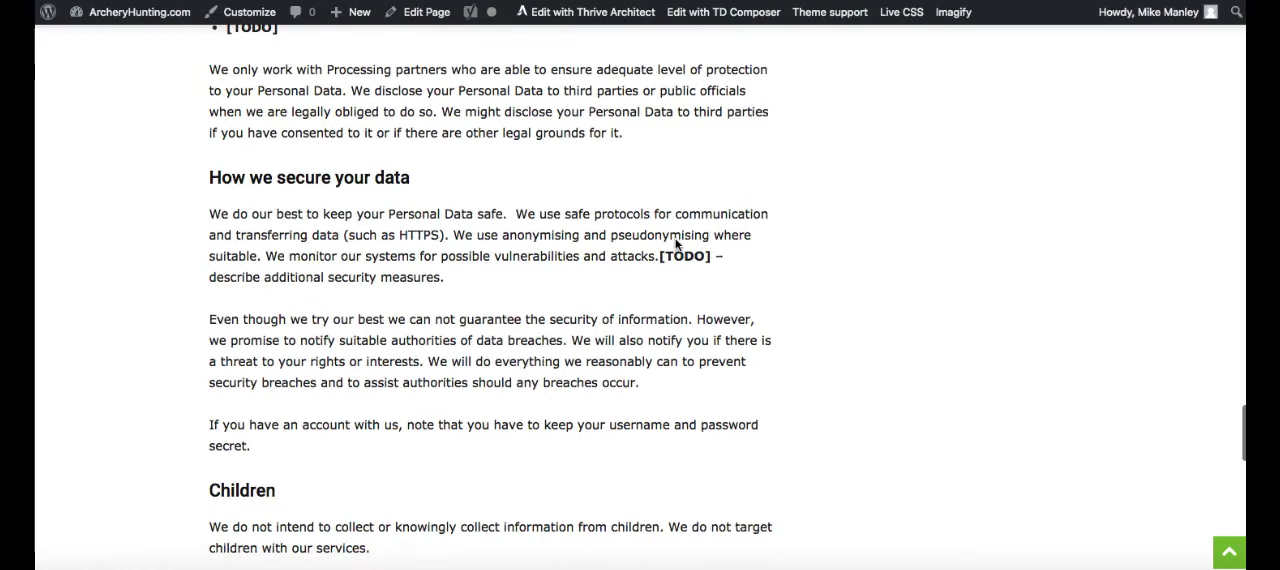 ArcheryHunting.com Customize 0 New Edit Page Edit with Thrive Architect Edit with TD Composer Theme support Live CSS Imagify Howdy, Mike Manley
• [TODO]
We only work with Processing partners who are able to ensure adequate level of protection
to your Personal Data. We disclose your Personal Data to third parties or public officials
when we are legally obliged to do so. We might disclose your Personal Data to third parties
if you have consented to it or if there are other legal grounds for it.
How we secure your data
We do our best to keep your Personal Data safe.  We use safe protocols for communication
and transferring data (such as HTTPS). We use anonymising and pseudonymising where
suitable. We monitor our systems for possible vulnerabilities and attacks.[TODO] –
describe additional security measures.
Even though we try our best we can not guarantee the security of information. However,
we promise to notify suitable authorities of data breaches. We will also notify you if there is
a threat to your rights or interests. We will do everything we reasonably can to prevent
security breaches and to assist authorities should any breaches occur.
If you have an account with us, note that you have to keep your username and password
secret.
Children
We do not intend to collect or knowingly collect information from children. We do not target
children with our services.